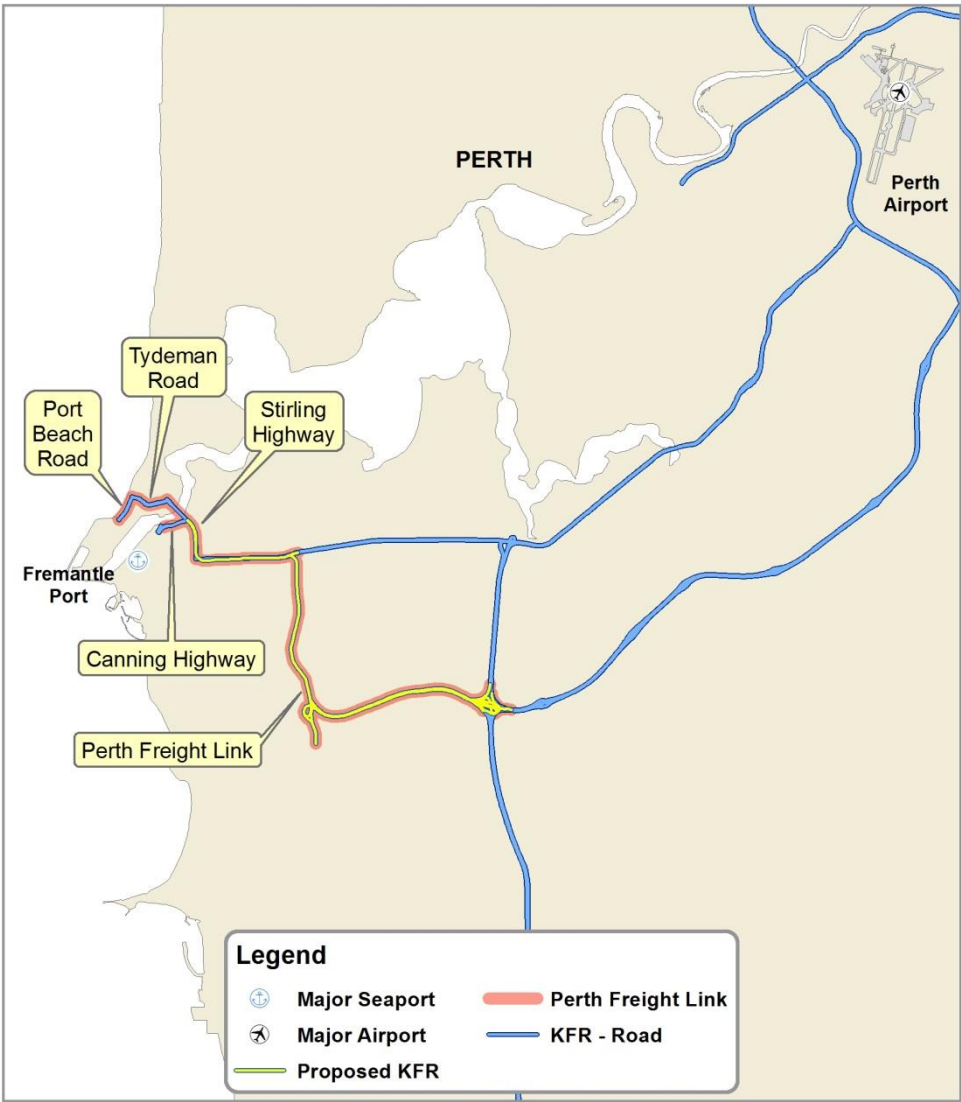 PERTH
Perth
Airport
Tydeman
Road
Port
Beach
Road
Stirling
Highway
Fremantle
Port
Canning Highway
Perth Freight Link
Legend
Major Seaport
Perth Freight Link
Major Airport
KFR - Road
Proposed KFR